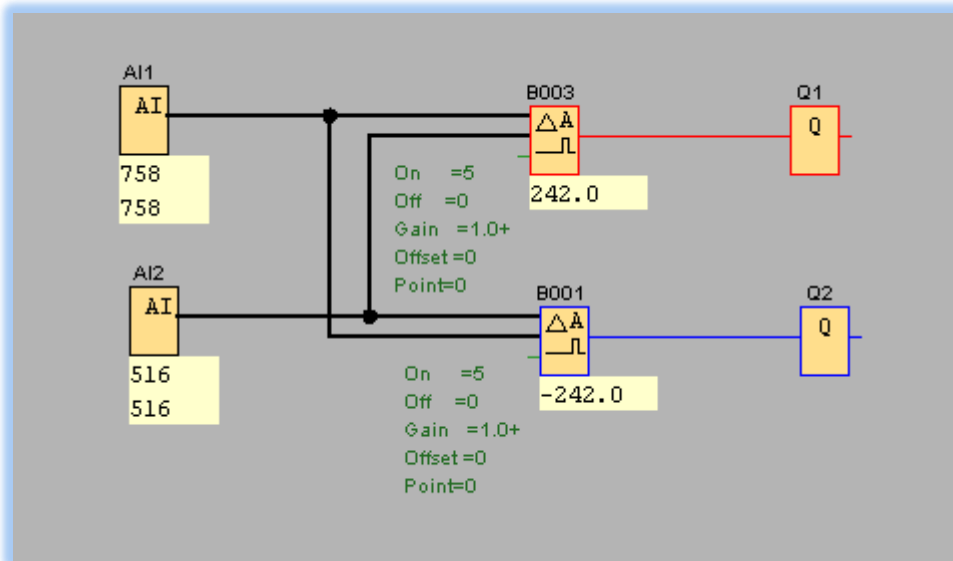 AI1
AI
758
758
B003
△A
242.0
Q1
Q
On =5
Off =0
Gain =1.0+
Offset =0
Point=0
AI2
AI
516
516
B001
△A
-242.0
Q2
Q
On =5
Off =0
Gain =1.0+
Offset =0
Point=0